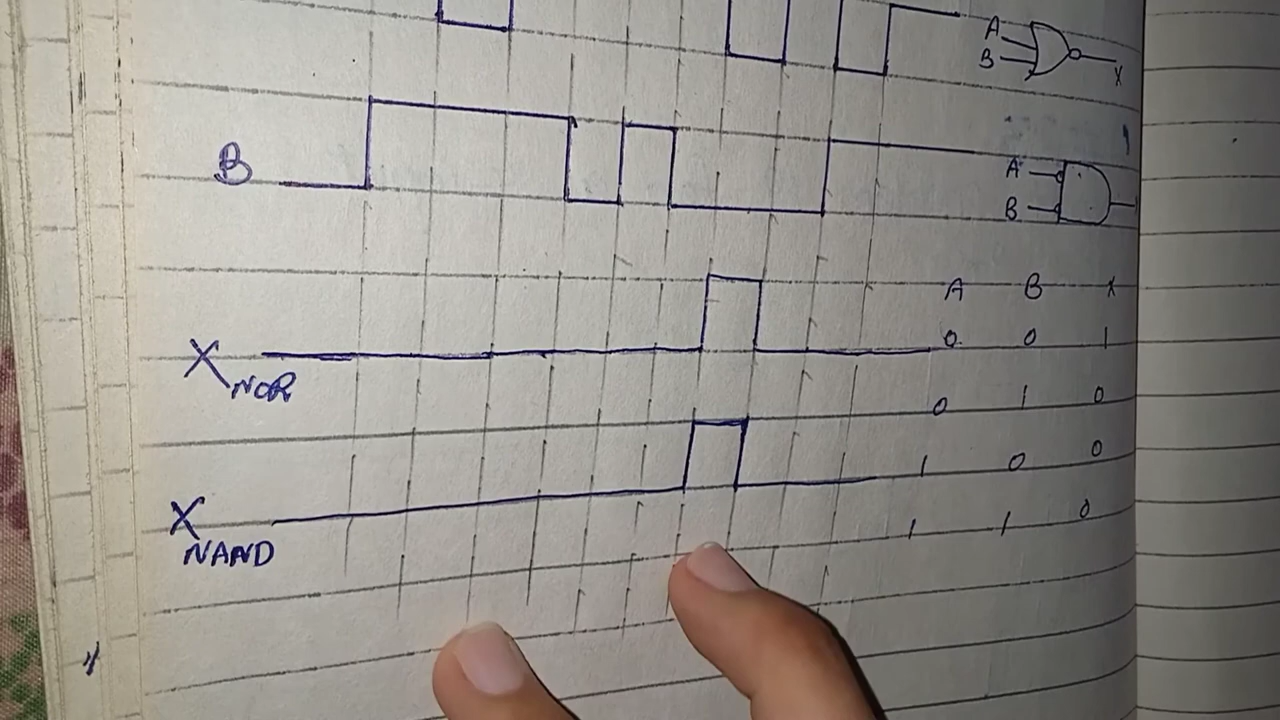 A
B X
A
B
B
A B X
0 0 1
X NOR
0 1 0
1 0 0
X NAND
1 1 0